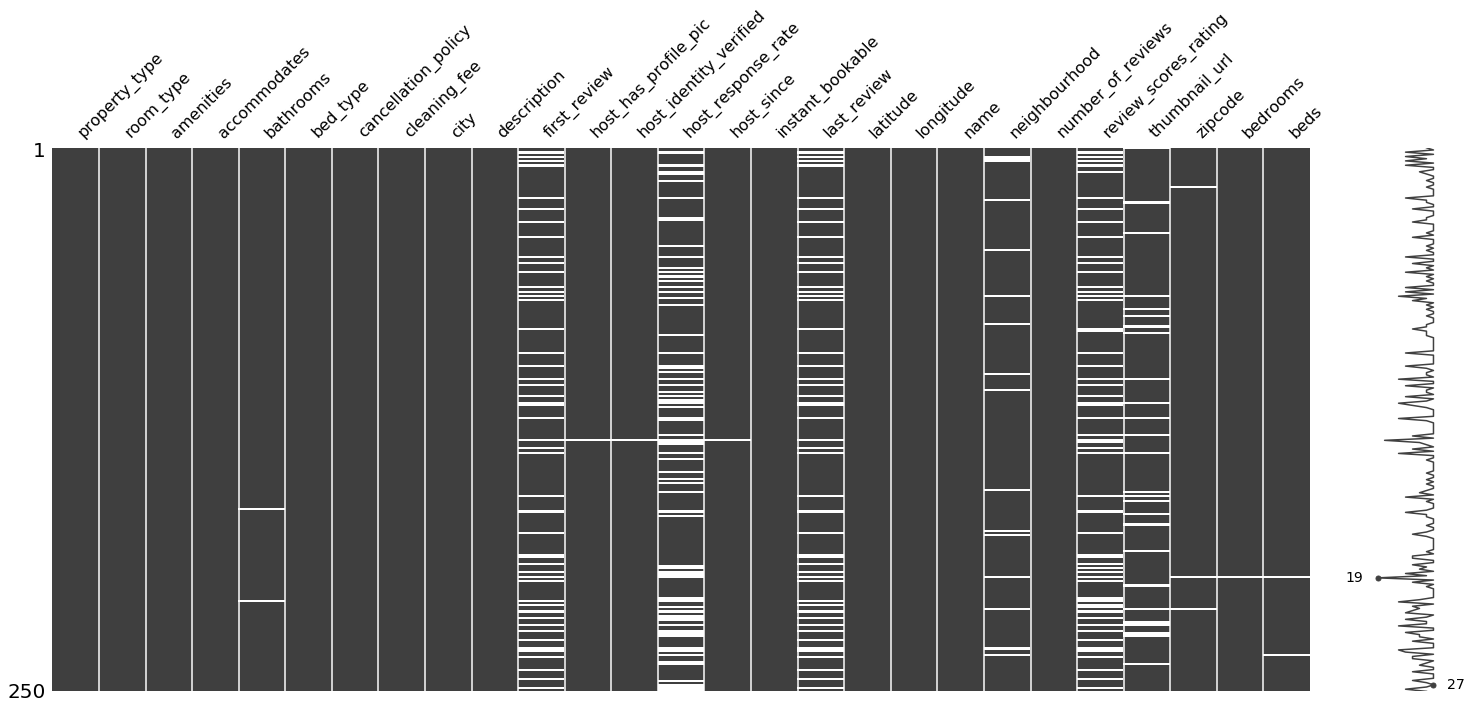 property_type
room_type
amenities
accommodates
bathrooms
bed_type
cancellation_policy
cleaning_fee
city
description
first_review
host_has_profile_pic
host_identity_verified
host_response_rate
host_since
instant_bookable
last_review
latitude
longitude
name
neighbourhood
number_of_reviews
review_scores_rating
thumbnail_url
zipcode
bedrooms
beds
1
19
27
250